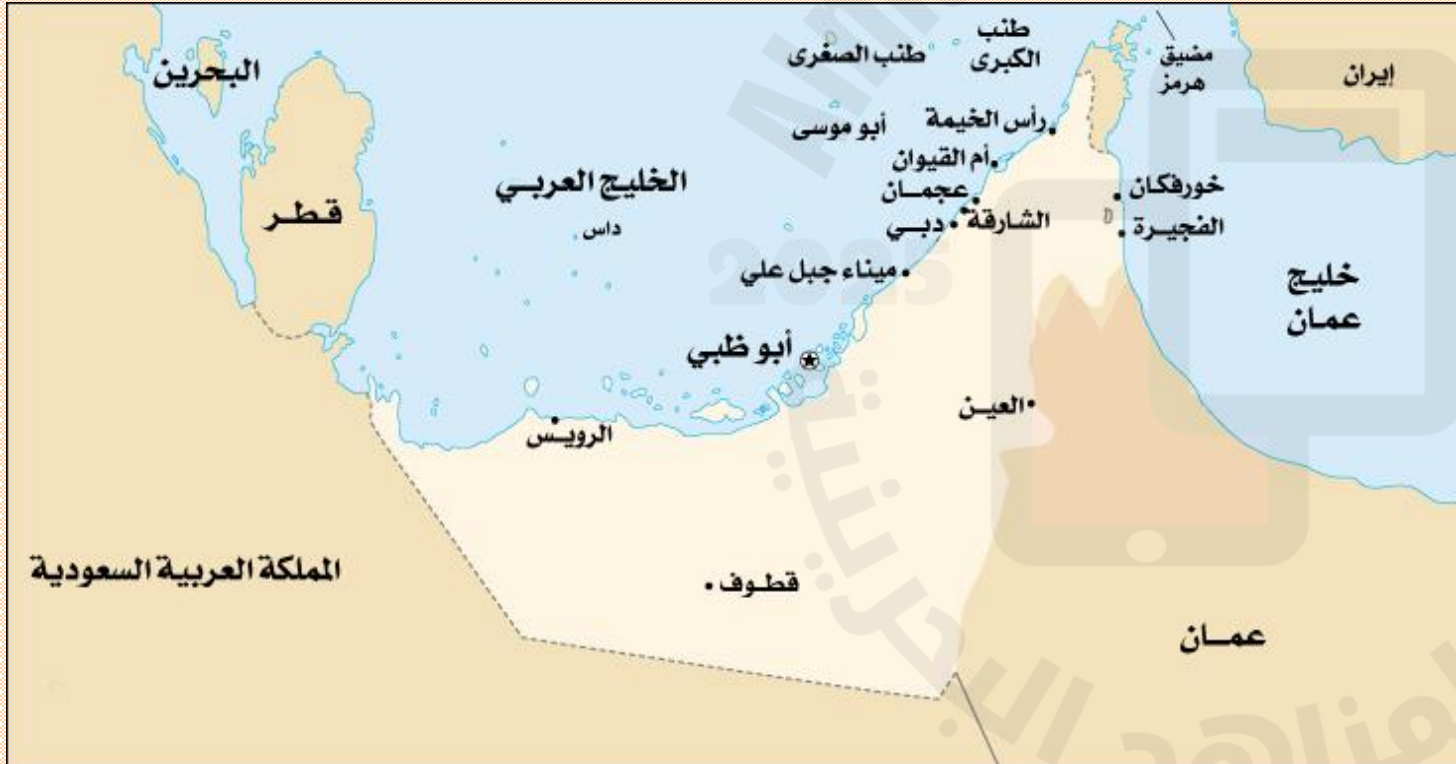 البحرين
قطر
الخليج العربي
داس
طنب الصغرى
طنب
الكبرى
أبو موسى
مضيق
هرمز
إيران
رأس الخيمة
أم القيوان
عجمان
الشارقة
دبي
خورفكان
الفجيرة
خليج
عمان
ميناء جبل علي
أبو ظبي
العين
الرويس
المملكة العربية السعودية
قطوف
عمان
2025